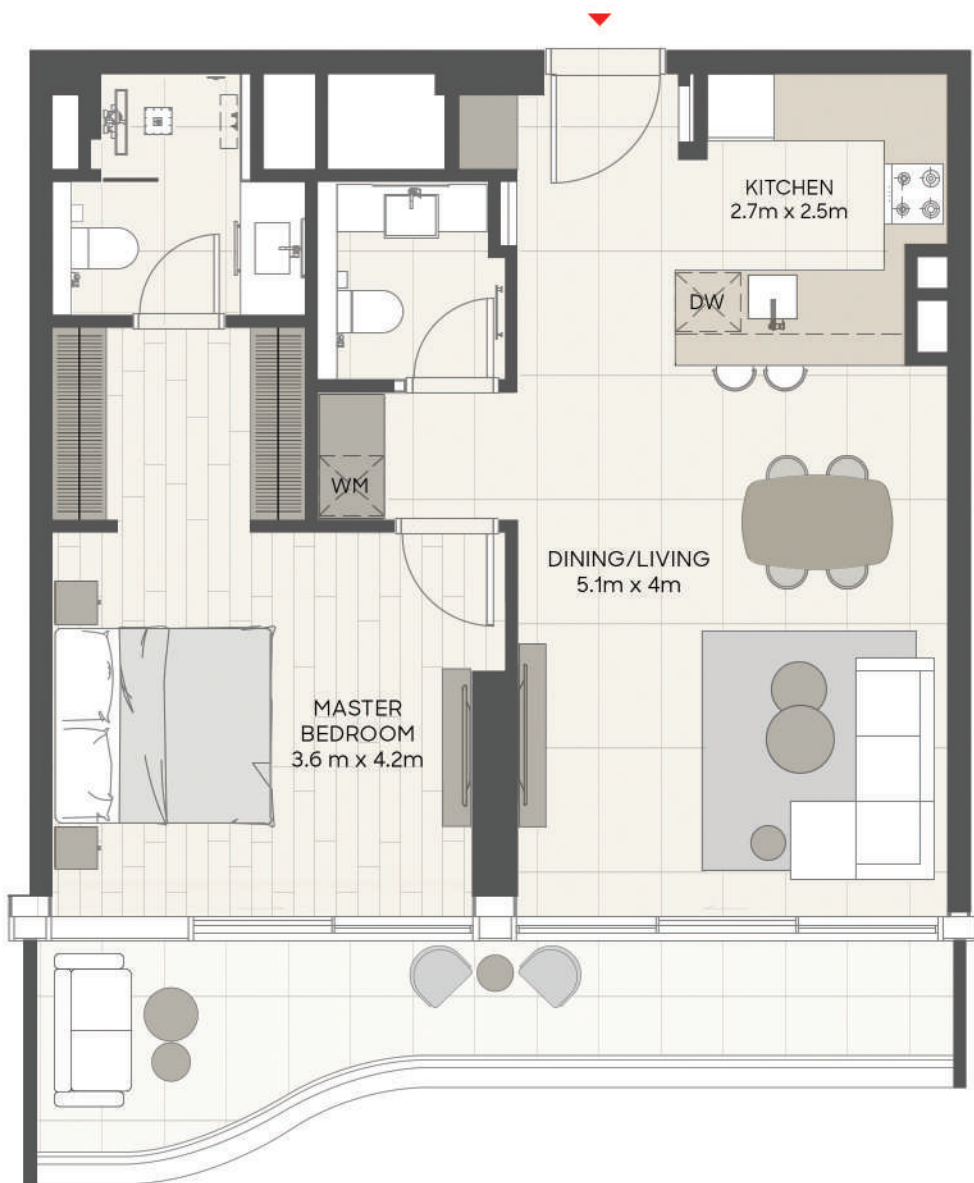 KITCHEN
2.7m x 2.5m
DW
WM
DINING/LIVING
5.1m x 4m
MASTER
BEDROOM
3.6 m x 4.2m